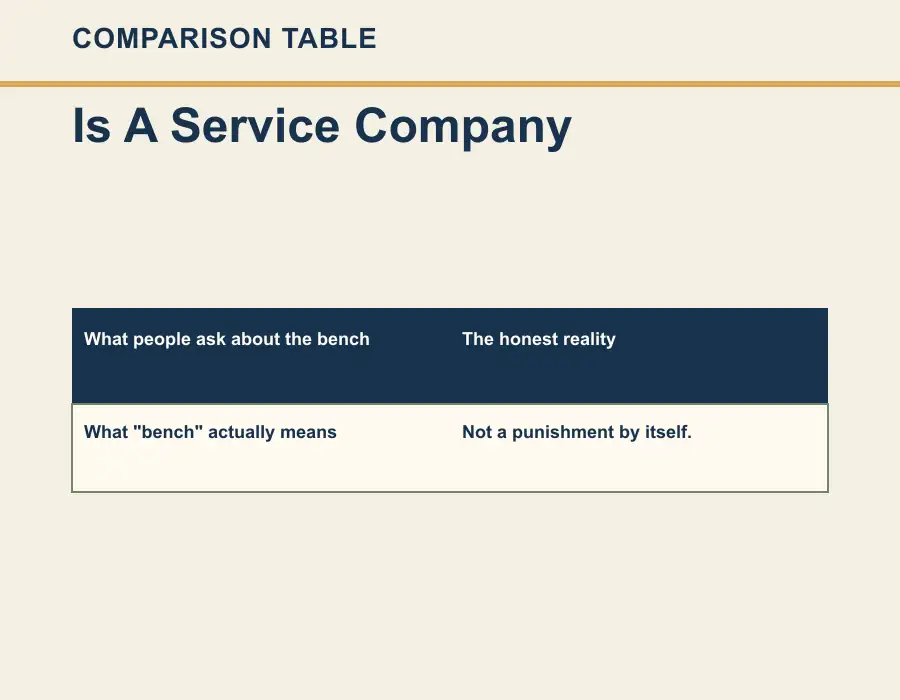 COMPARISON TABLE
Is A Service Company
What people ask about the bench
The honest reality
What "bench" actually means
Not a punishment by itself.